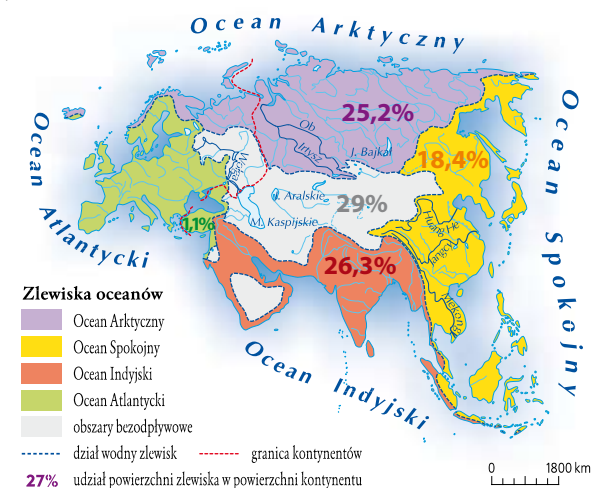 Ocean Arktyczny
25,2%
Ob
Irtysz
J. Bajkał
18,4%
Ocean Spokojny
Ocean Atlantycki
Wołga
J. Aralskie
29%
M. Kaspijskie
1,1%
Huang He
Jangcy
26,3%
Mekong
Ocean Indyjski
Zlewiska oceanów
Ocean Arktyczny
Ocean Spokojny
Ocean Indyjski
Ocean Atlantycki
obszary bezodpływowe
dział wodny zlewisk
granica kontynentów
27% udział powierzchni zlewiska w powierzchni kontynentu
0 1800 km